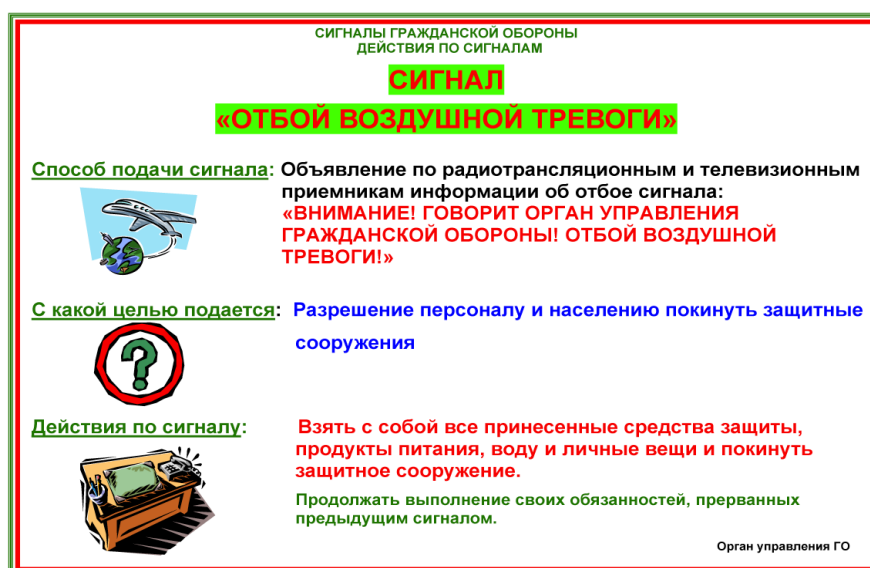 СИГНАЛЫ ГРАЖДАНСКОЙ ОБОРОНЫ
ДЕЙСТВИЯ ПО СИГНАЛАМ
СИГНАЛ
«ОТБОЙ ВОЗДУШНОЙ ТРЕВОГИ»
Способ подачи сигнала: Объявление по радиотрансляционным и телевизионным
приемникам информации об отбое сигнала:
«ВНИМАНИЕ! ГОВОРИТ ОРГАН УПРАВЛЕНИЯ
ГРАЖДАНСКОЙ ОБОРОНЫ! ОТБОЙ ВОЗДУШНОЙ
ТРЕВОГИ!»
С какой целью подается: Разрешение персоналу и населению покинуть защитные
сооружения
?
Действия по сигналу: Взять с собой все принесенные средства защиты,
продукты питания, воду и личные вещи и покинуть
защитное сооружение.
Продолжать выполнение своих обязанностей, прерванных
предыдущим сигналом.
Орган управления ГО